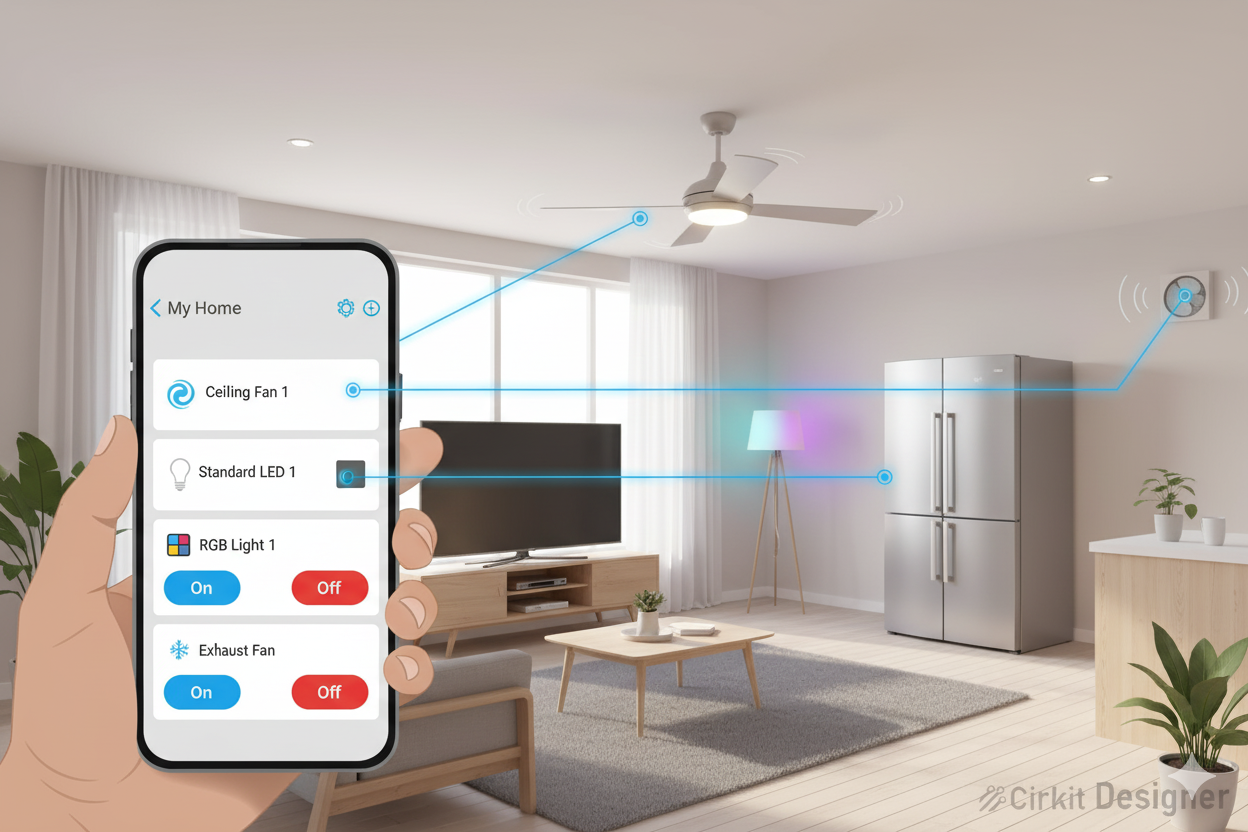 My Home
Ceiling Fan 1
Standard LED 1
RGB Light 1
On Off
Exhaust Fan
On Off
Cirkit Designer